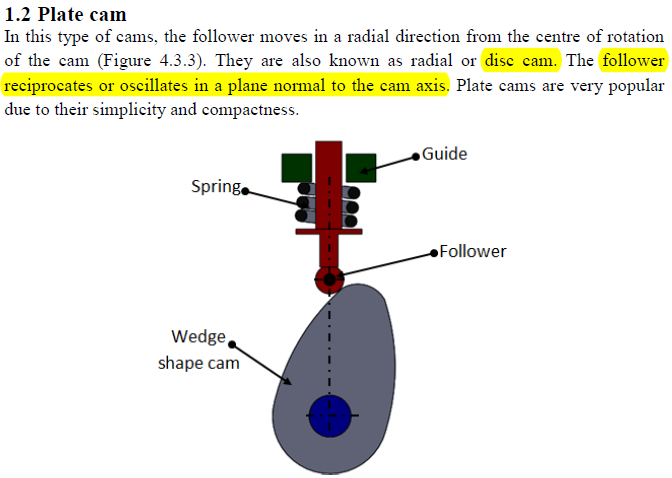 1.2 Plate cam
In this type of cams, the follower moves in a radial direction from the centre of rotation
of the cam (Figure 4.3.3). They are also known as radial or disc cam. The follower
reciprocates or oscillates in a plane normal to the cam axis. Plate cams are very popular
due to their simplicity and compactness.
Guide
Spring
Follower
Wedge
shape cam